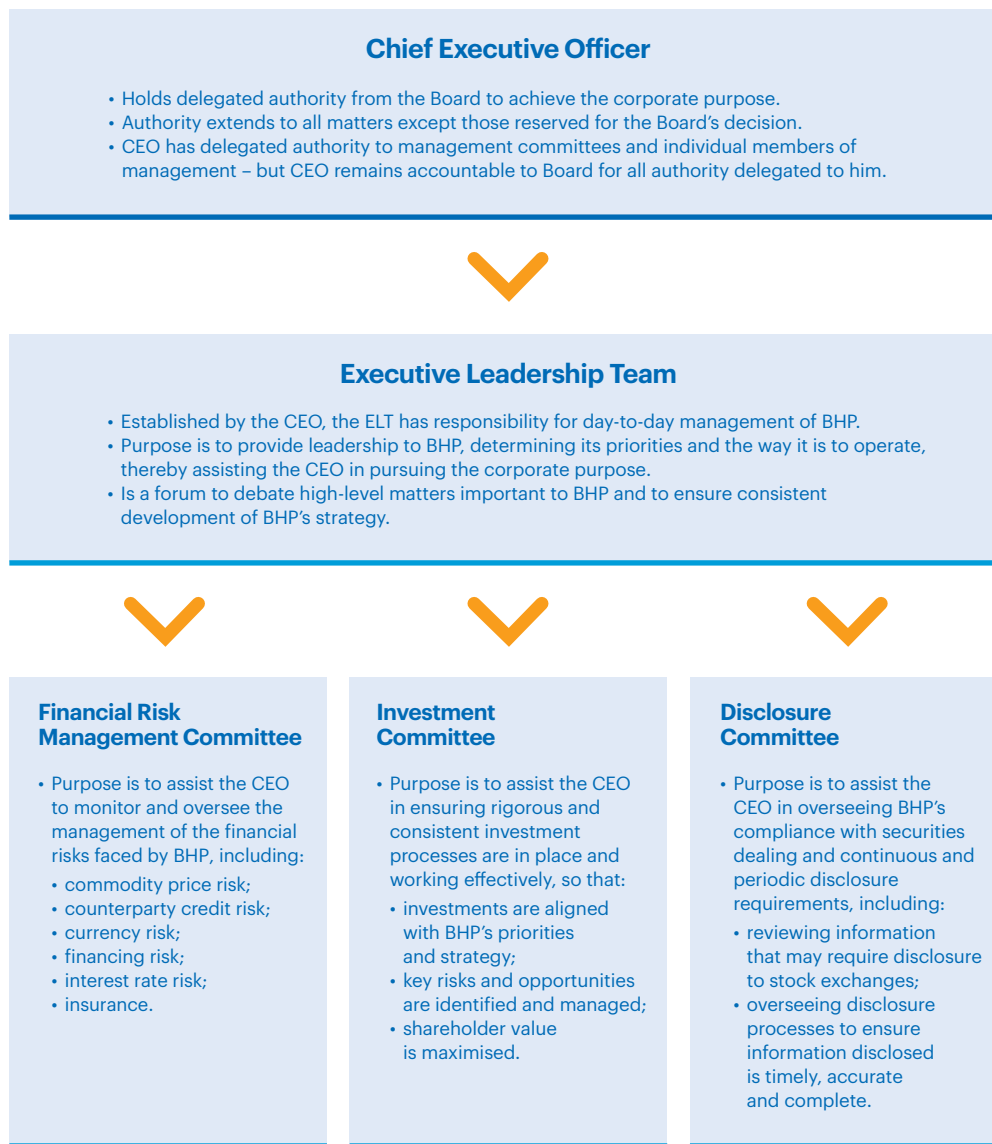 Chief Executive Officer
• Holds delegated authority from the Board to achieve the corporate purpose.
• Authority extends to all matters except those reserved for the Board’s decision.
• CEO has delegated authority to management committees and individual members of
management – but CEO remains accountable to Board for all authority delegated to him.
Executive Leadership Team
• Established by the CEO, the ELT has responsibility for day-to-day management of BHP.
• Purpose is to provide leadership to BHP, determining its priorities and the way it is to operate,
thereby assisting the CEO in pursuing the corporate purpose.
• Is a forum to debate high-level matters important to BHP and to ensure consistent
development of BHP’s strategy.
Financial Risk
Management Committee
• Purpose is to assist the CEO
to monitor and oversee the
management of the financial
risks faced by BHP, including:
• commodity price risk;
• counterparty credit risk;
• currency risk;
• financing risk;
• interest rate risk;
• insurance.
Investment
Committee
• Purpose is to assist the CEO
in ensuring rigorous and
consistent investment
processes are in place and
working effectively, so that:
• investments are aligned
with BHP’s priorities
and strategy;
• key risks and opportunities
are identified and managed;
• shareholder value
is maximised.
Disclosure
Committee
• Purpose is to assist the
CEO in overseeing BHP’s
compliance with securities
dealing and continuous and
periodic disclosure
requirements, including:
• reviewing information
that may require disclosure
to stock exchanges;
• overseeing disclosure
processes to ensure
information disclosed
is timely, accurate
and complete.